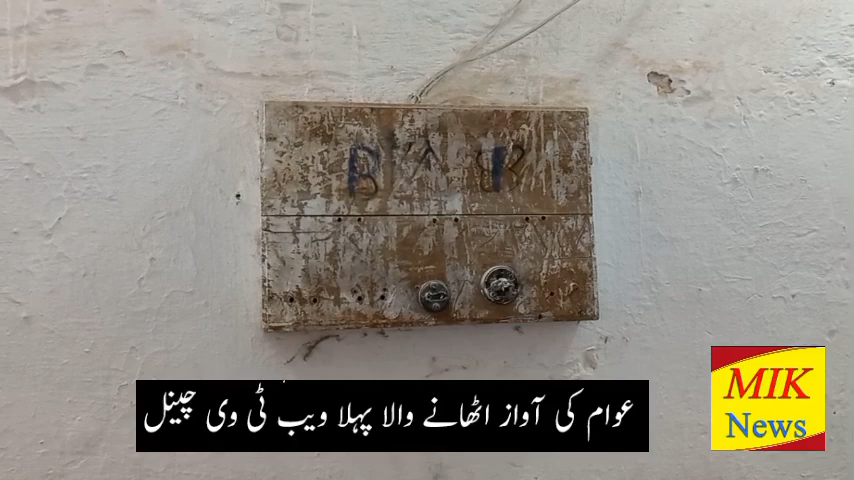 B
عوام کی آواز اٹھانے والا پہلا ویب ٹی وی چینل
MIK
News